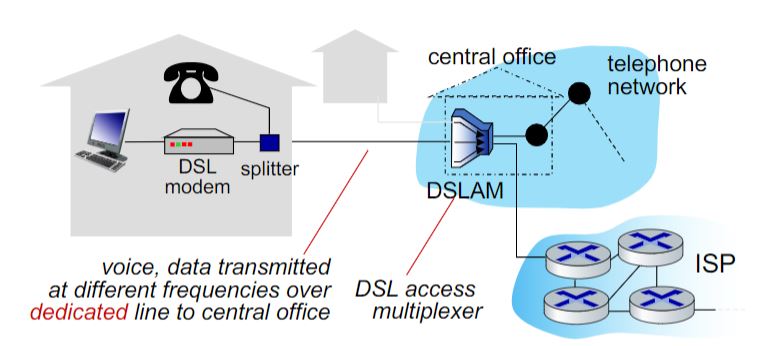 central office
telephone
network
DSL
modem
splitter
DSLAM
voice, data transmitted
at different frequencies over
dedicated line to central office
DSL access
multiplexer
ISP